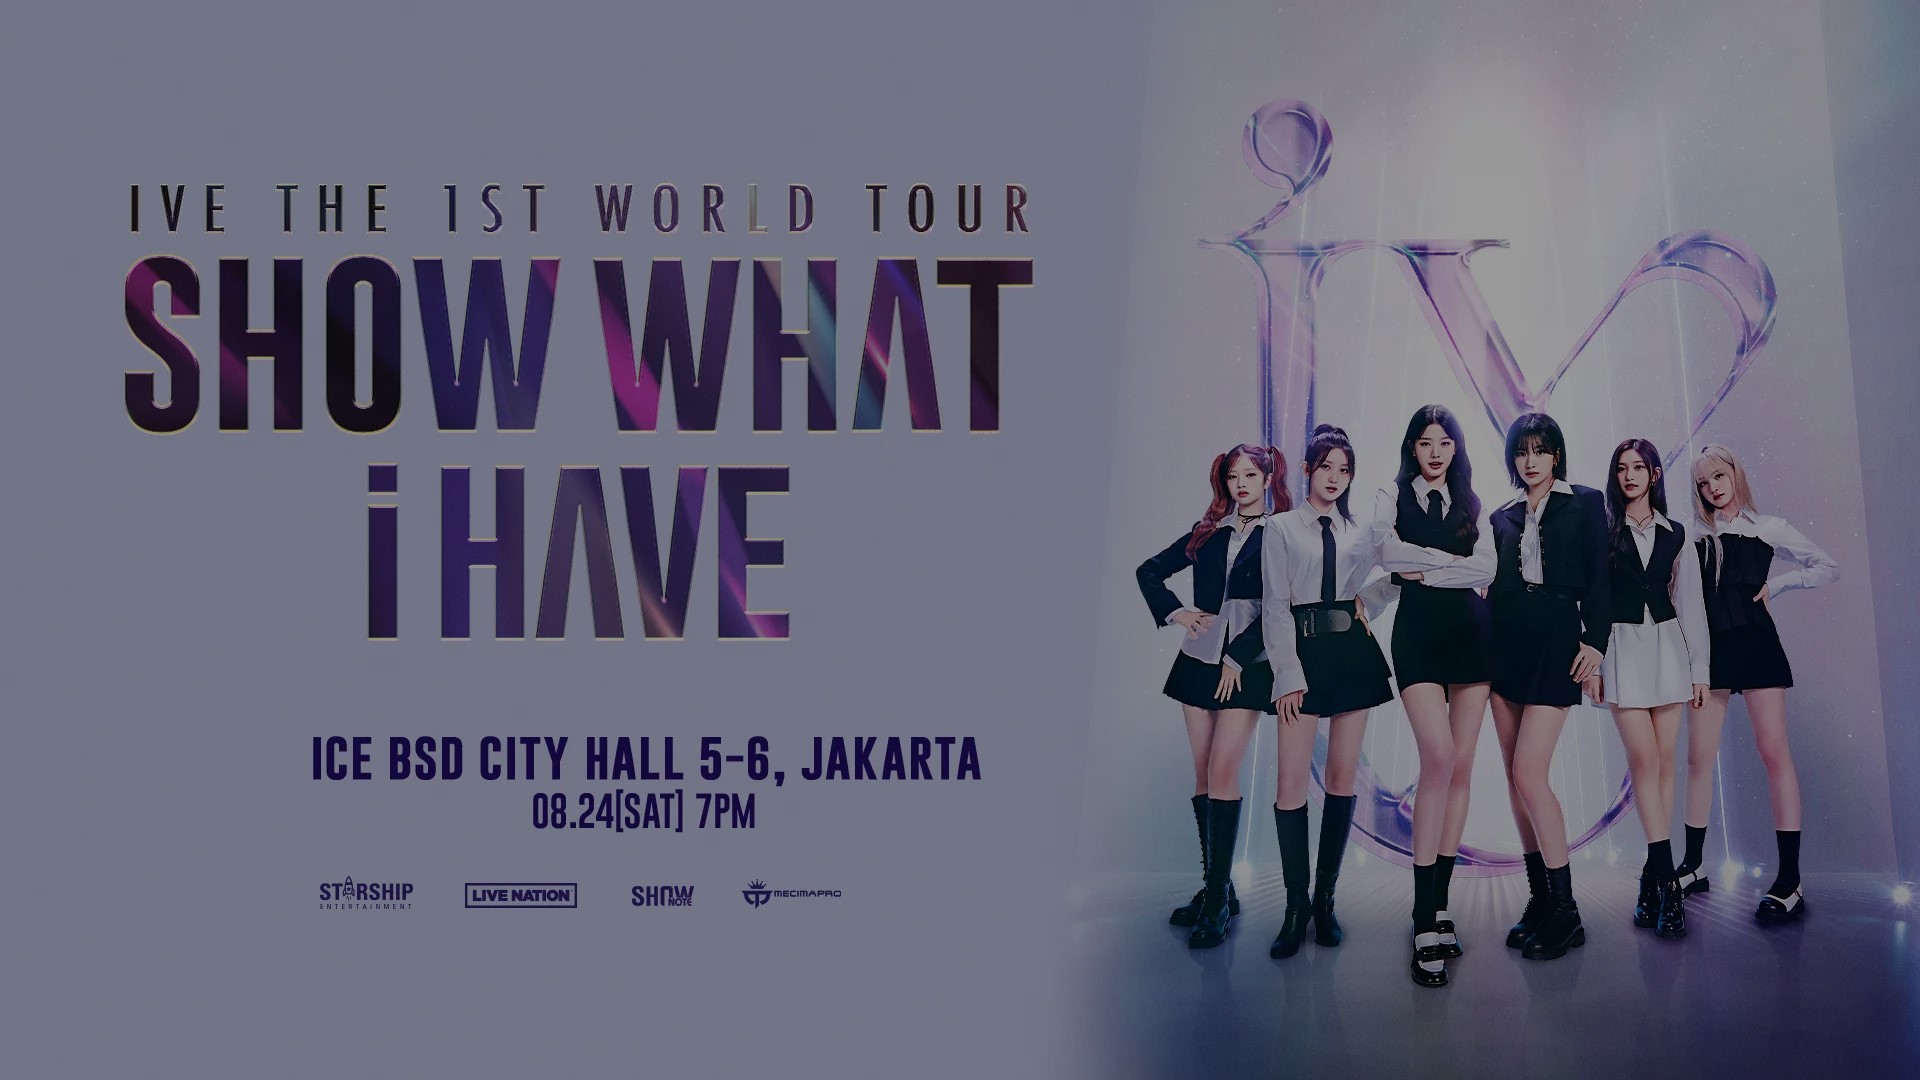 IVE THE 1ST WORLD TOUR
SHOW WHAT
i HAVE
ICE BSD CITY HALL 5-6, JAKARTA
08.24[SAT] 7PM
STARSHIP
ENTERTAINMENT
LIVE NATION
SHOW
NOTE
MECIMAPRO
iv